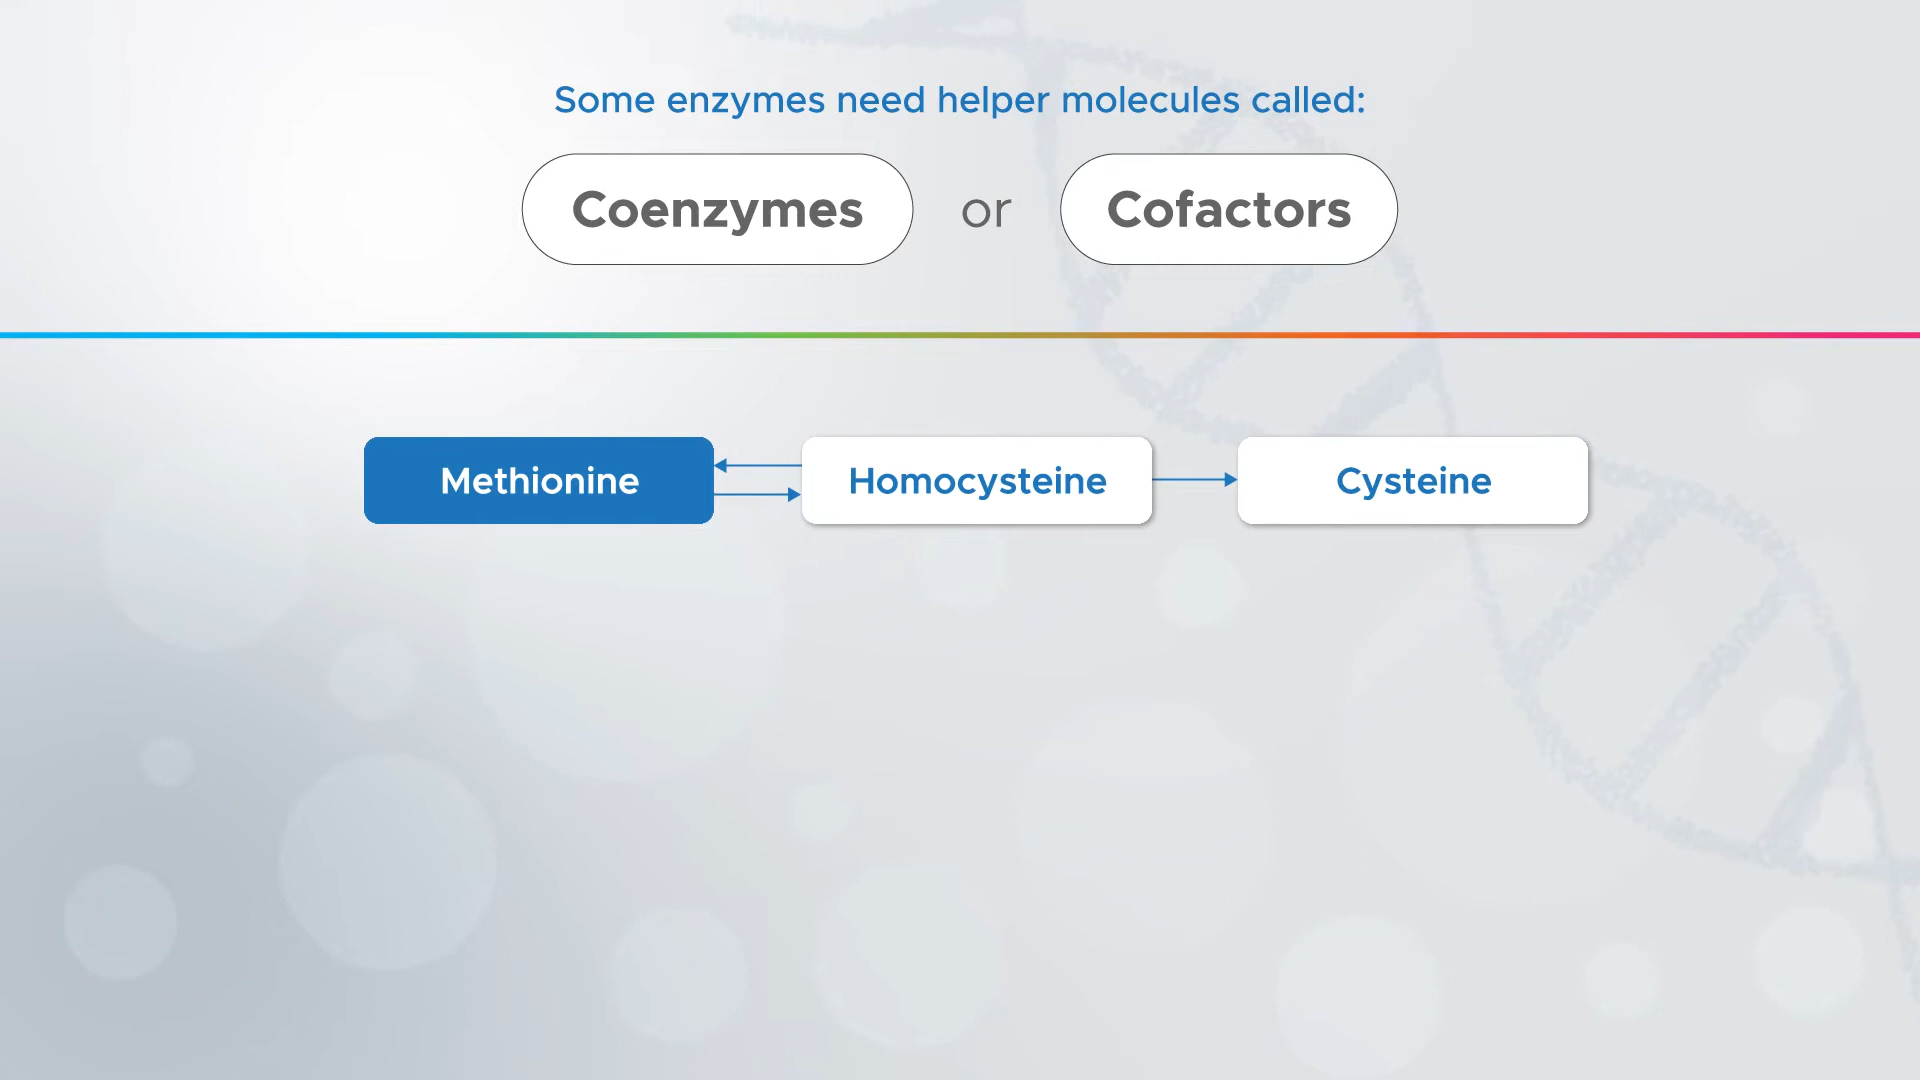 Some enzymes need helper molecules called:
Coenzymes or Cofactors
Methionine Homocysteine Cysteine